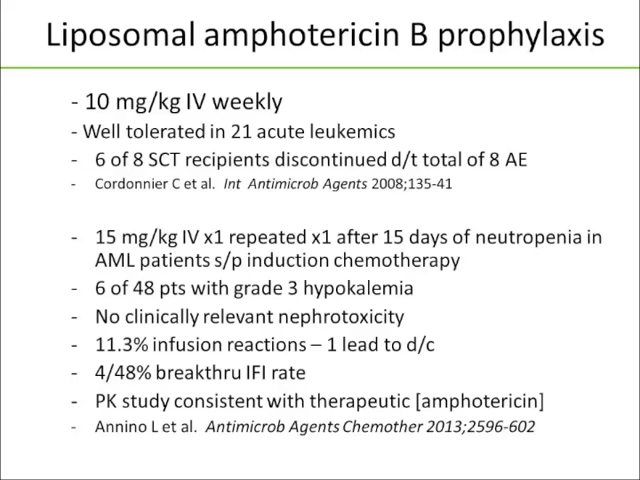 Liposomal amphotericin B prophylaxis
- 10 mg/kg IV weekly
- Well tolerated in 21 acute leukemics
- 6 of 8 SCT recipients discontinued d/t total of 8 AE
- Cordonnier C et al. Int Antimicrob Agents 2008;135-41
- 15 mg/kg IV x1 repeated x1 after 15 days of neutropenia in
AML patients s/p induction chemotherapy
- 6 of 48 pts with grade 3 hypokalemia
- No clinically relevant nephrotoxicity
- 11.3% infusion reactions – 1 lead to d/c
- 4/48% breakthru IFI rate
- PK study consistent with therapeutic [amphotericin]
- Annino L et al. Antimicrob Agents Chemother 2013;2596-602